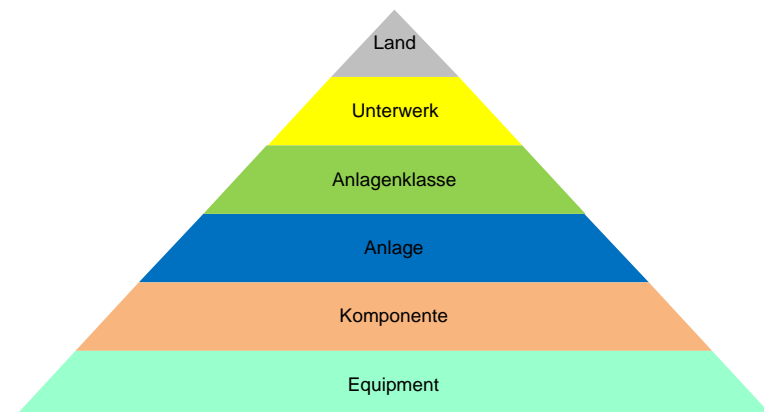 Land
Unterwerk
Anlagenklasse
Anlage
Komponente
Equipment